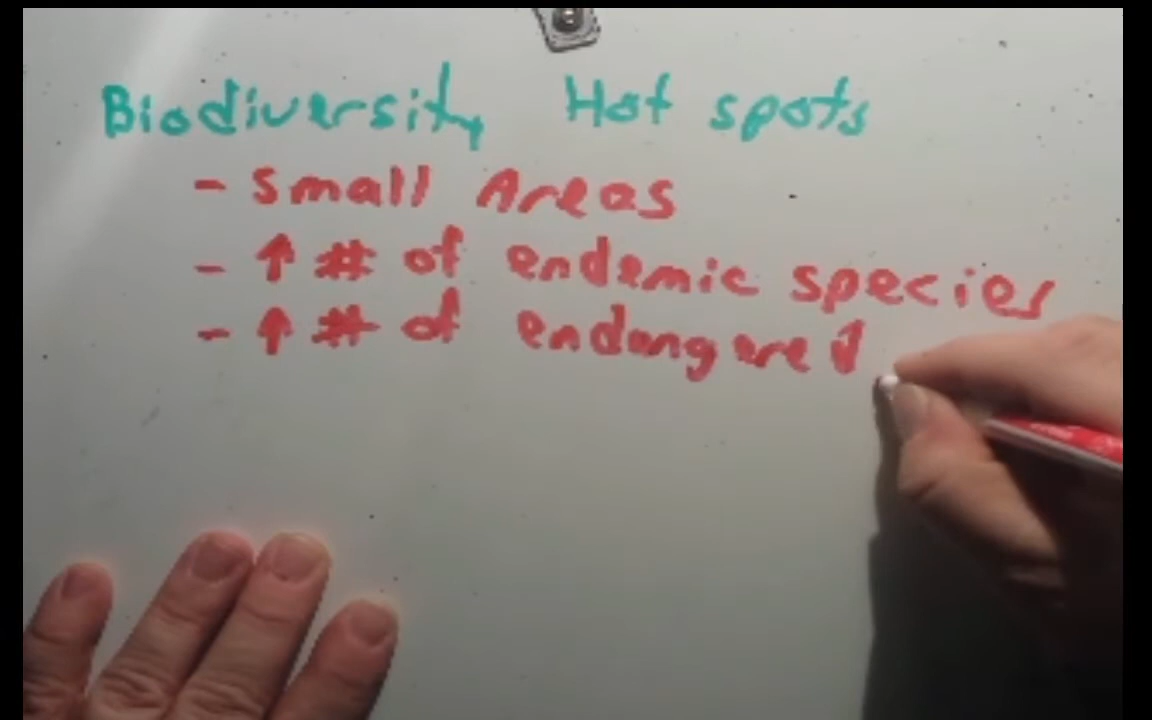 Biodiversity Hot spots
- Small Areas
- ↑ # of endemic species
- ↑ # of endangered